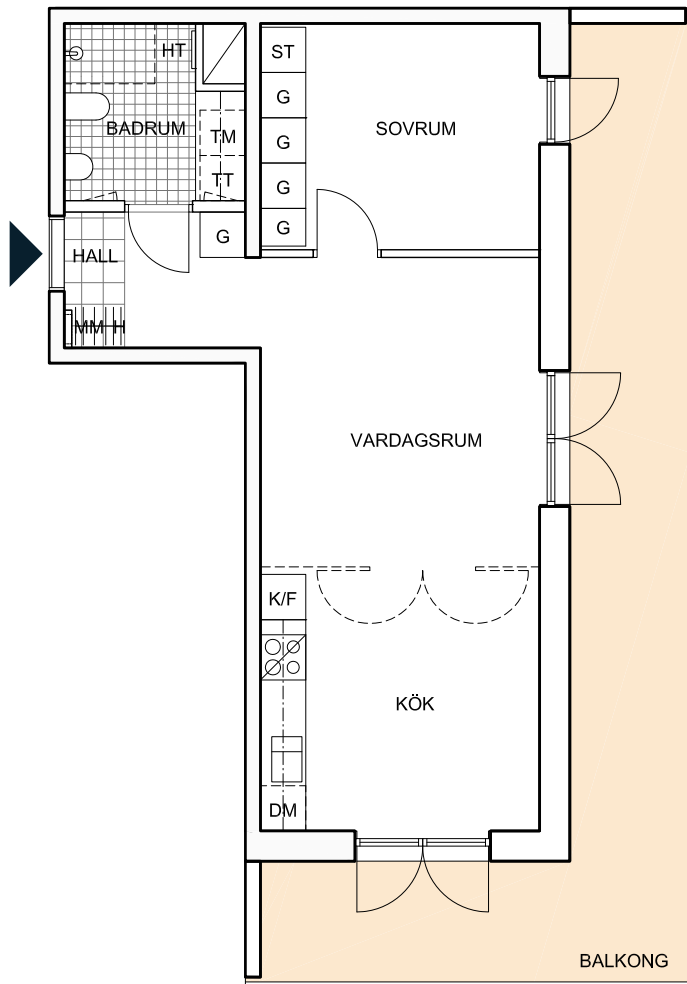 HT
ST
G
BADRUM
TM
SOVRUM
G
TT
G
G
G
HALL
MM H
VARDAGSRUM
K/F
KÖK
DM
BALKONG